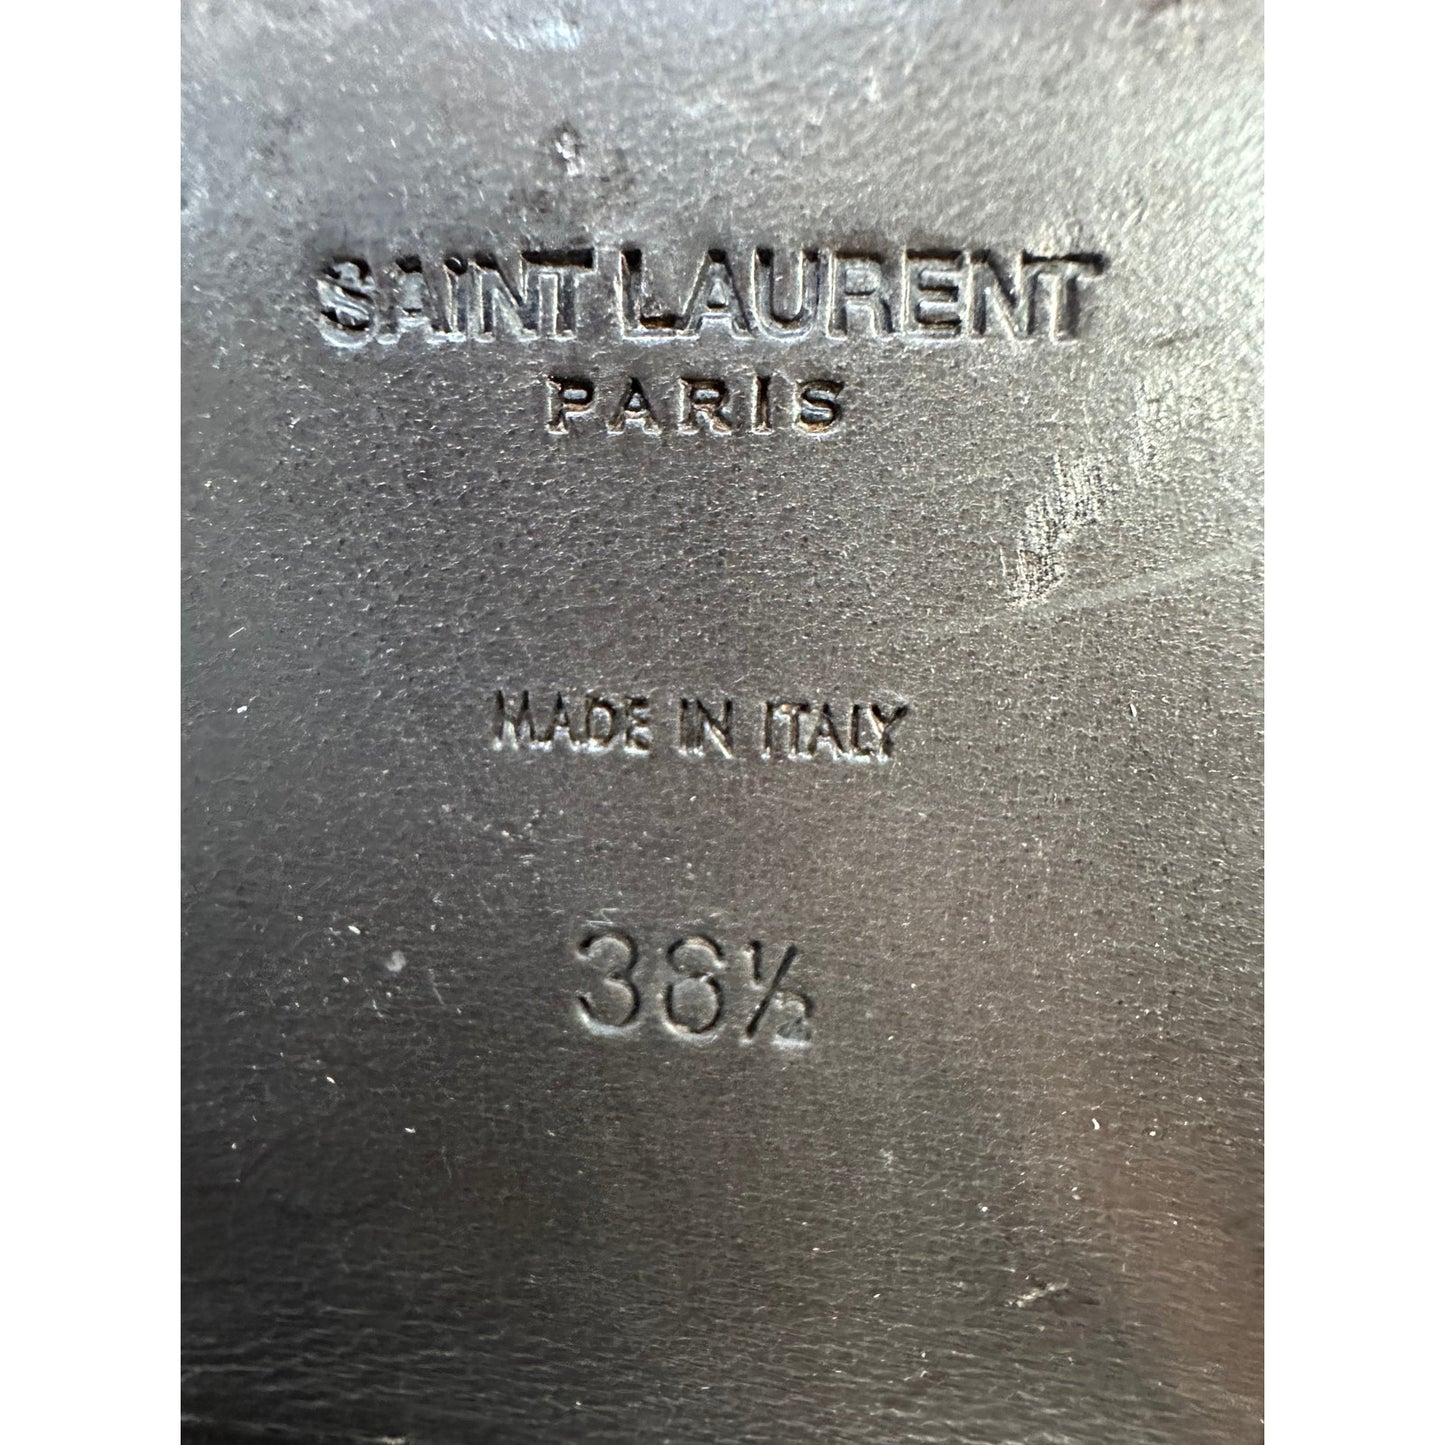 SAINT LAURENT
PARIS
MADE IN ITALY
38½